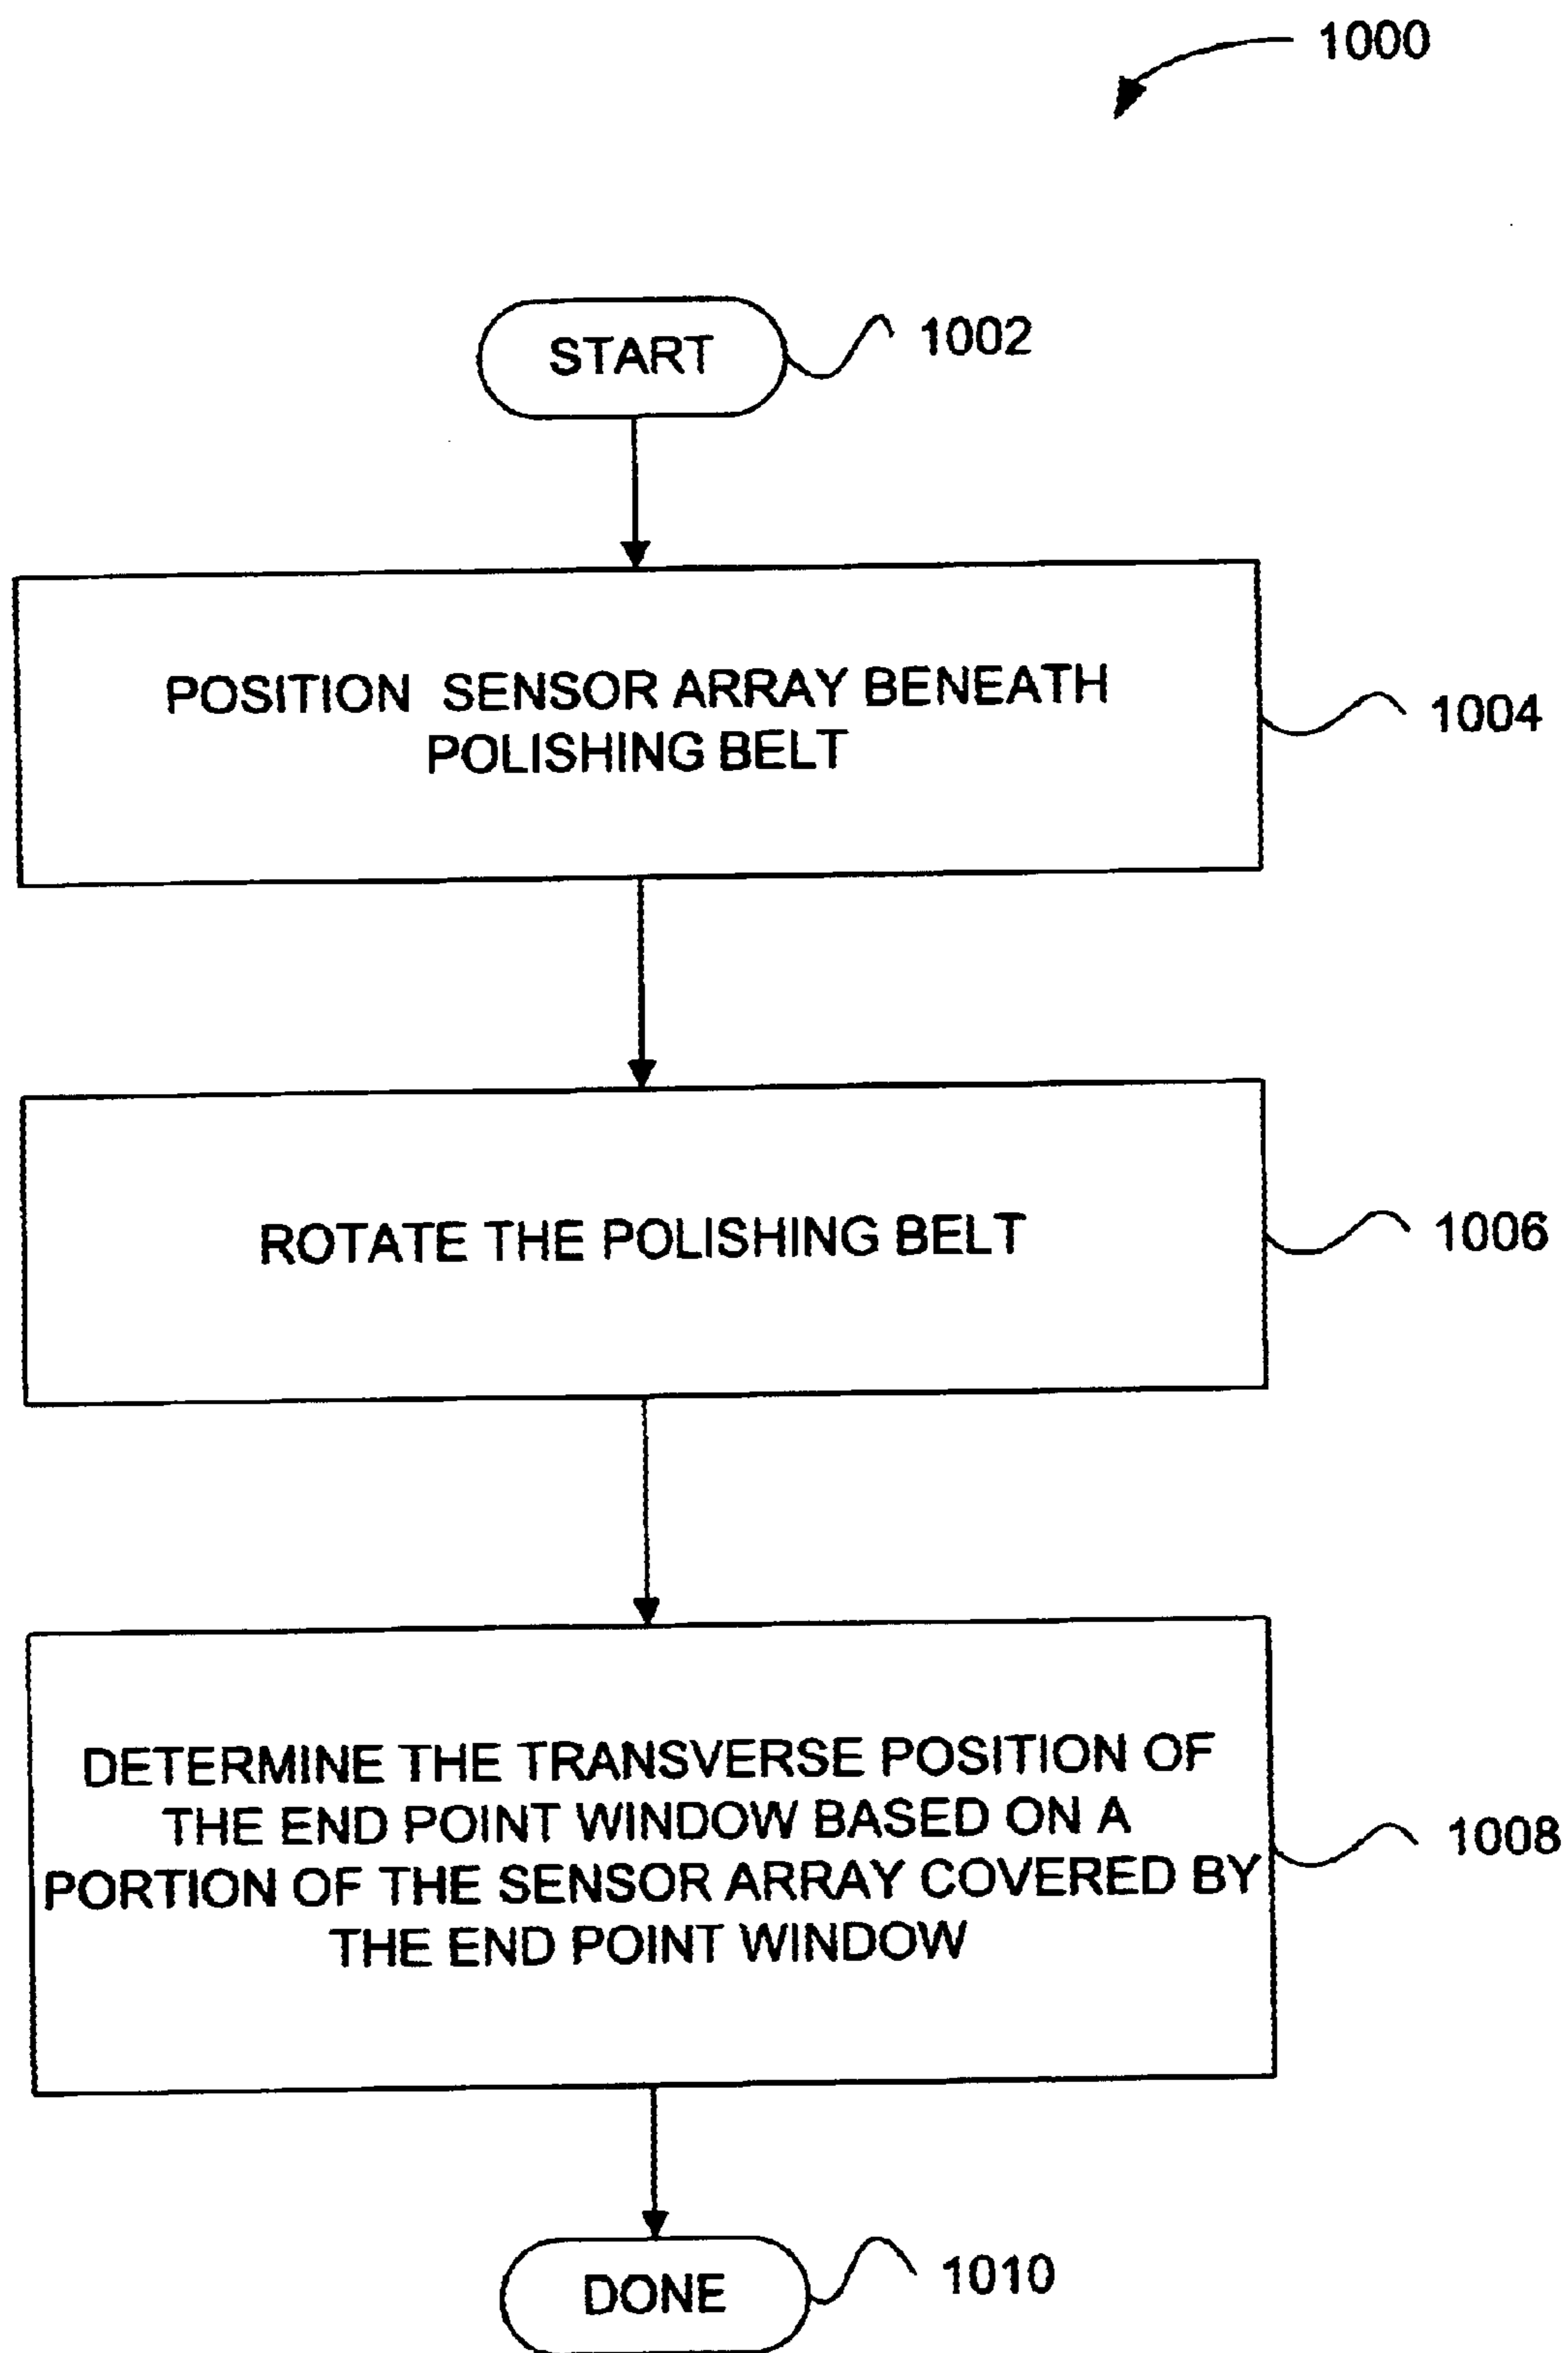 1000
START
1002
POSITION SENSOR ARRAY BENEATH
POLISHING BELT
1004
ROTATE THE POLISHING BELT
1006
DETERMINE THE TRANSVERSE POSITION OF
THE END POINT WINDOW BASED ON A
PORTION OF THE SENSOR ARRAY COVERED BY
THE END POINT WINDOW
1008
DONE
1010